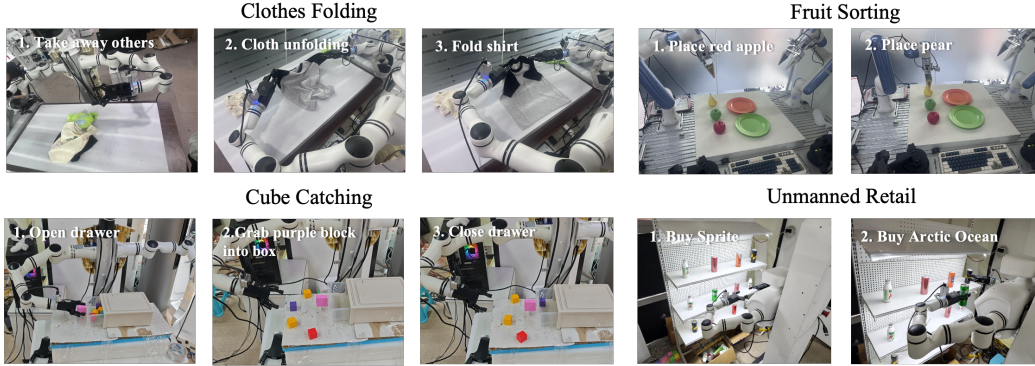 Clothes Folding
Fruit Sorting
1. Take away others
2. Cloth unfolding
3. Fold shirt
1. Place red apple
2. Place pear
Cube Catching
Unmanned Retail
1. Open drawer
2.Grab purple block
into box
3. Close drawer
1. Buy Sprite
2. Buy Arctic Ocean